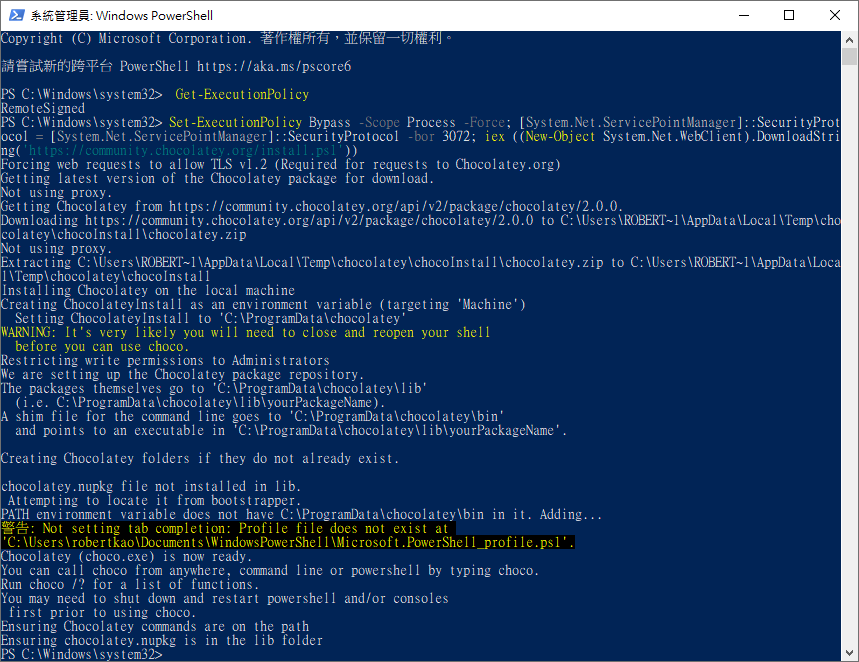 系統管理員: Windows PowerShell
Copyright (C) Microsoft Corporation. 著作權所有，並保留一切權利。
請嘗試新的跨平台 PowerShell https://aka.ms/pscore6
PS C:\Windows\system32>  Get-ExecutionPolicy
RemoteSigned
PS C:\Windows\system32> Set-ExecutionPolicy Bypass -Scope Process -Force; [System.Net.ServicePointManager]::SecurityProt
ocol = [System.Net.ServicePointManager]::SecurityProtocol -bor 3072; iex ((New-Object System.Net.WebClient).DownloadStri
ng('https://community.chocolatey.org/install.ps1'))
Forcing web requests to allow TLS v1.2 (Required for requests to Chocolatey.org)
Getting latest version of the Chocolatey package for download.
Not using proxy.
Getting Chocolatey from https://community.chocolatey.org/api/v2/package/chocolatey/2.0.0.
Downloading https://community.chocolatey.org/api/v2/package/chocolatey/2.0.0 to C:\Users\ROBERT~1\AppData\Local\Temp\cho
colatey\chocoInstall\chocolatey.zip
Not using proxy.
Extracting C:\Users\ROBERT~1\AppData\Local\Temp\chocolatey\chocoInstall\chocolatey.zip to C:\Users\ROBERT~1\AppData\Loca
l\Temp\chocolatey\chocoInstall
Installing Chocolatey on the local machine
Creating ChocolateyInstall as an environment variable (targeting 'Machine')
  Setting ChocolateyInstall to 'C:\ProgramData\chocolatey'
WARNING: It's very likely you will need to close and reopen your shell
  before you can use choco.
Restricting write permissions to Administrators
We are setting up the Chocolatey package repository.
The packages themselves go to 'C:\ProgramData\chocolatey\lib'
  (i.e. C:\ProgramData\chocolatey\lib\yourPackageName).
A shim file for the command line goes to 'C:\ProgramData\chocolatey\bin'
  and points to an executable in 'C:\ProgramData\chocolatey\lib\yourPackageName'.
Creating Chocolatey folders if they do not already exist.
chocolatey.nupkg file not installed in lib.
 Attempting to locate it from bootstrapper.
PATH environment variable does not have C:\ProgramData\chocolatey\bin in it. Adding...
警告: Not setting tab completion: Profile file does not exist at
'C:\Users\robertkao\Documents\WindowsPowerShell\Microsoft.PowerShell_profile.ps1'.
Chocolatey (choco.exe) is now ready.
You can call choco from anywhere, command line or powershell by typing choco.
Run choco /? for a list of functions.
You may need to shut down and restart powershell and/or consoles
 first prior to using choco.
Ensuring Chocolatey commands are on the path
Ensuring chocolatey.nupkg is in the lib folder
PS C:\Windows\system32>